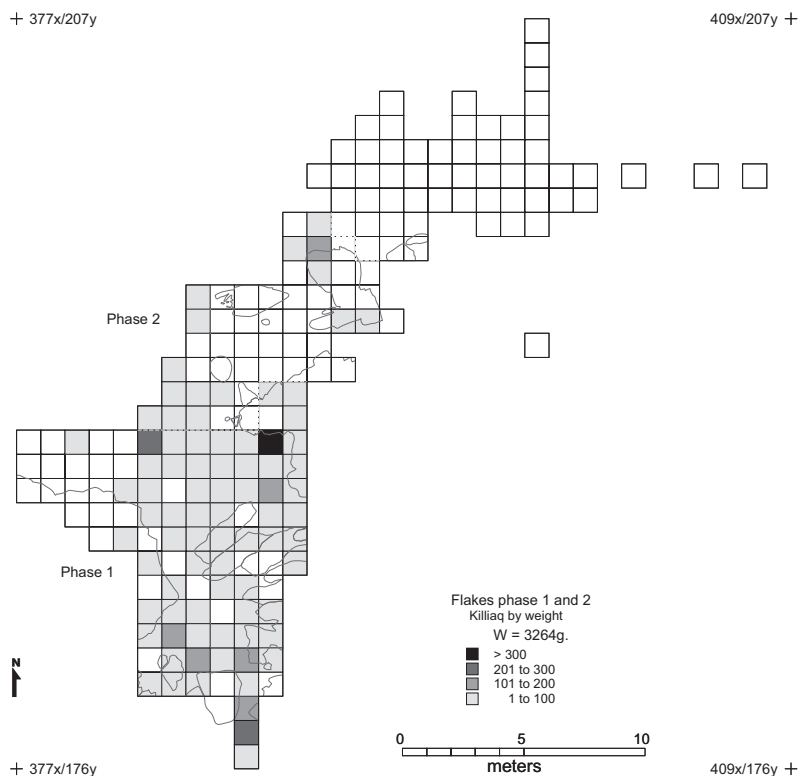 + 377x/207y
409x/207y +
Phase 2
Phase 1
Flakes phase 1 and 2
Killiaq by weight
W = 3264g.
> 300
201 to 300
101 to 200
1 to 100
N
0 5 10
meters
+ 377x/176y
409x/176y +